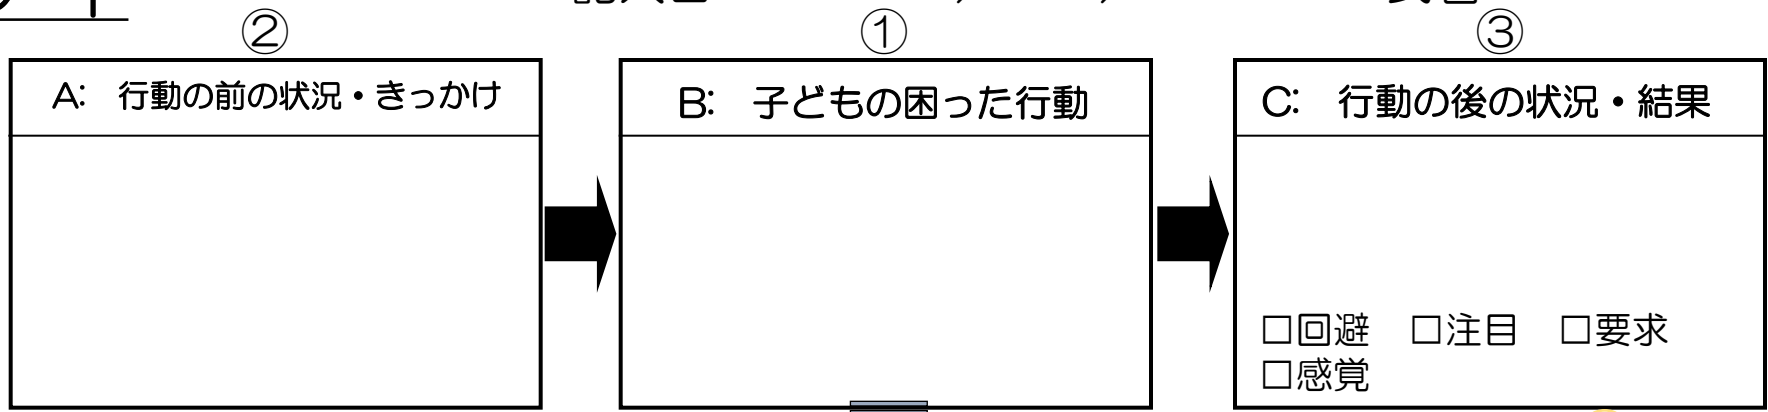 ②
A: 行動の前の状況・きっかけ
①
B: 子どもの困った行動
③
C: 行動の後の状況・結果
□回避 □注目 □要求
□感覚